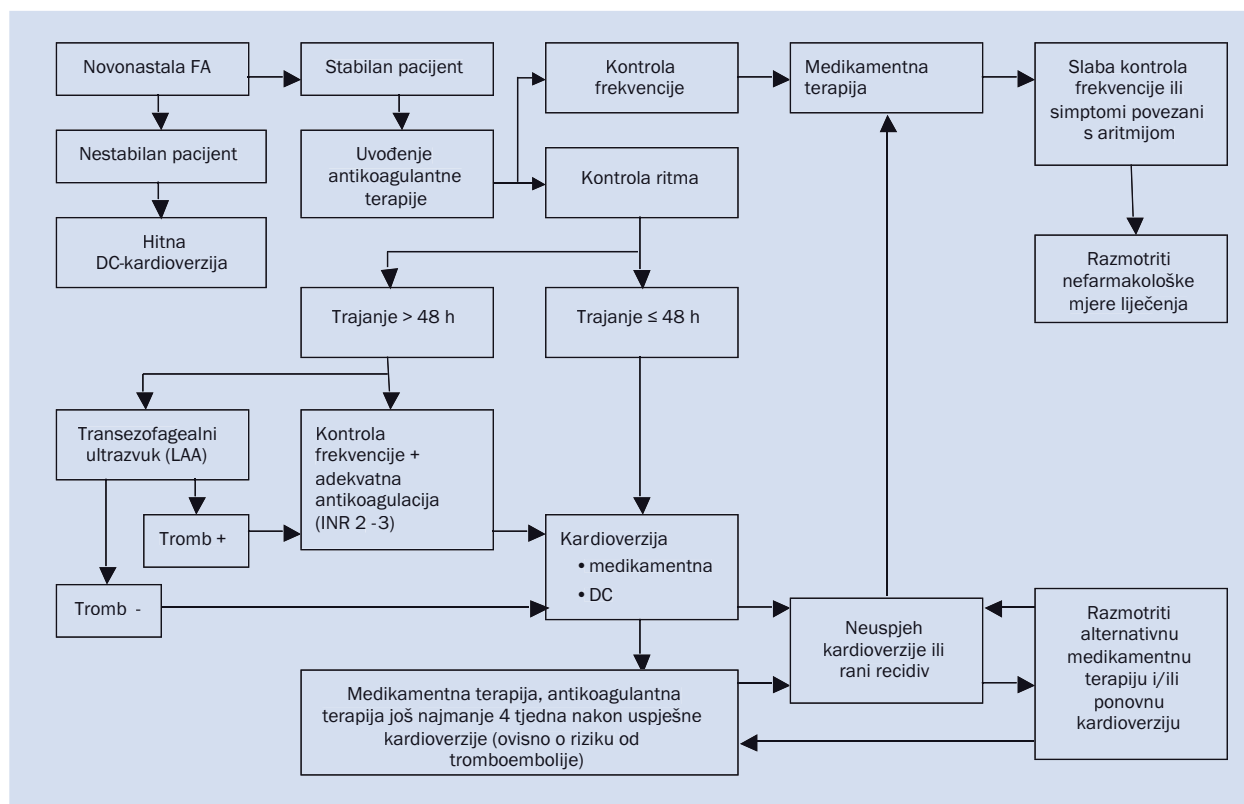 Novonastala FA
Stabilan pacijent
Kontrola
frekvencije
Medikamentna
terapija
Slaba kontrola
frekvencije ili
simptomi povezani
s aritmijom
Nestabilan pacijent
Uvođenje
antikoagulantne
terapije
Kontrola ritma
Hitna
DC-kardioverzija
Razmotriti
nefarmakološke
mjere liječenja
Trajanje > 48 h
Trajanje ≤ 48 h
Transezofagealni
ultrazvuk (LAA)
Kontrola
frekvencije +
adekvatna
antikoagulacija
(INR 2 -3)
Tromb +
Kardioverzija
• medikamentna
• DC
Tromb -
Neuspjeh
kardioverzije ili
rani recidiv
Razmotriti
alternativnu
medikamentnu
terapiju i/ili
ponovnu
kardioverziju
Medikamentna terapija, antikoagulantna
terapija još najmanje 4 tjedna nakon uspješne
kardioverzije (ovisno o riziku od
tromboembolije)